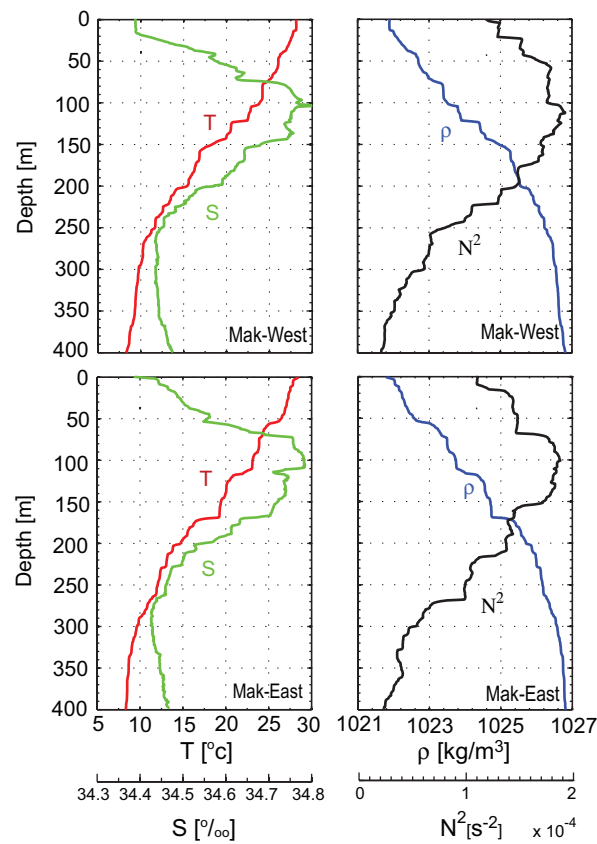 0
50
100
150
200
250
300
350
400
Depth [m]
T
S
Mak-West
ρ
N²
Mak-West
0
50
100
150
200
250
300
350
400
Depth [m]
T
S
Mak-East
ρ
N²
Mak-East
5 10 15 20 25 30
T [°c]
1021 1023 1025 1027
ρ [kg/m³]
34.3 34.4 34.5 34.6 34.7 34.8
S [°/₀₀]
0 1 2
N²[s⁻²] x 10⁻⁴